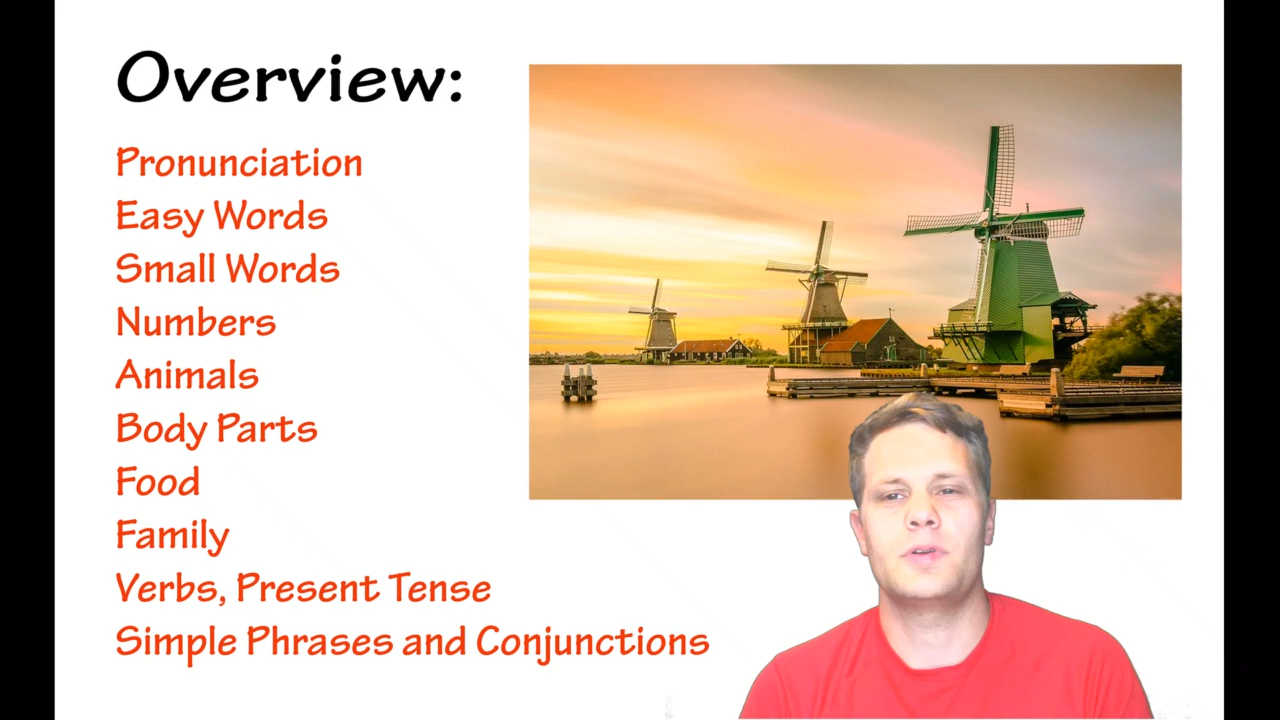 Overview:
Pronunciation
Easy Words
Small Words
Numbers
Animals
Body Parts
Food
Family
Verbs, Present Tense
Simple Phrases and Conjunctions